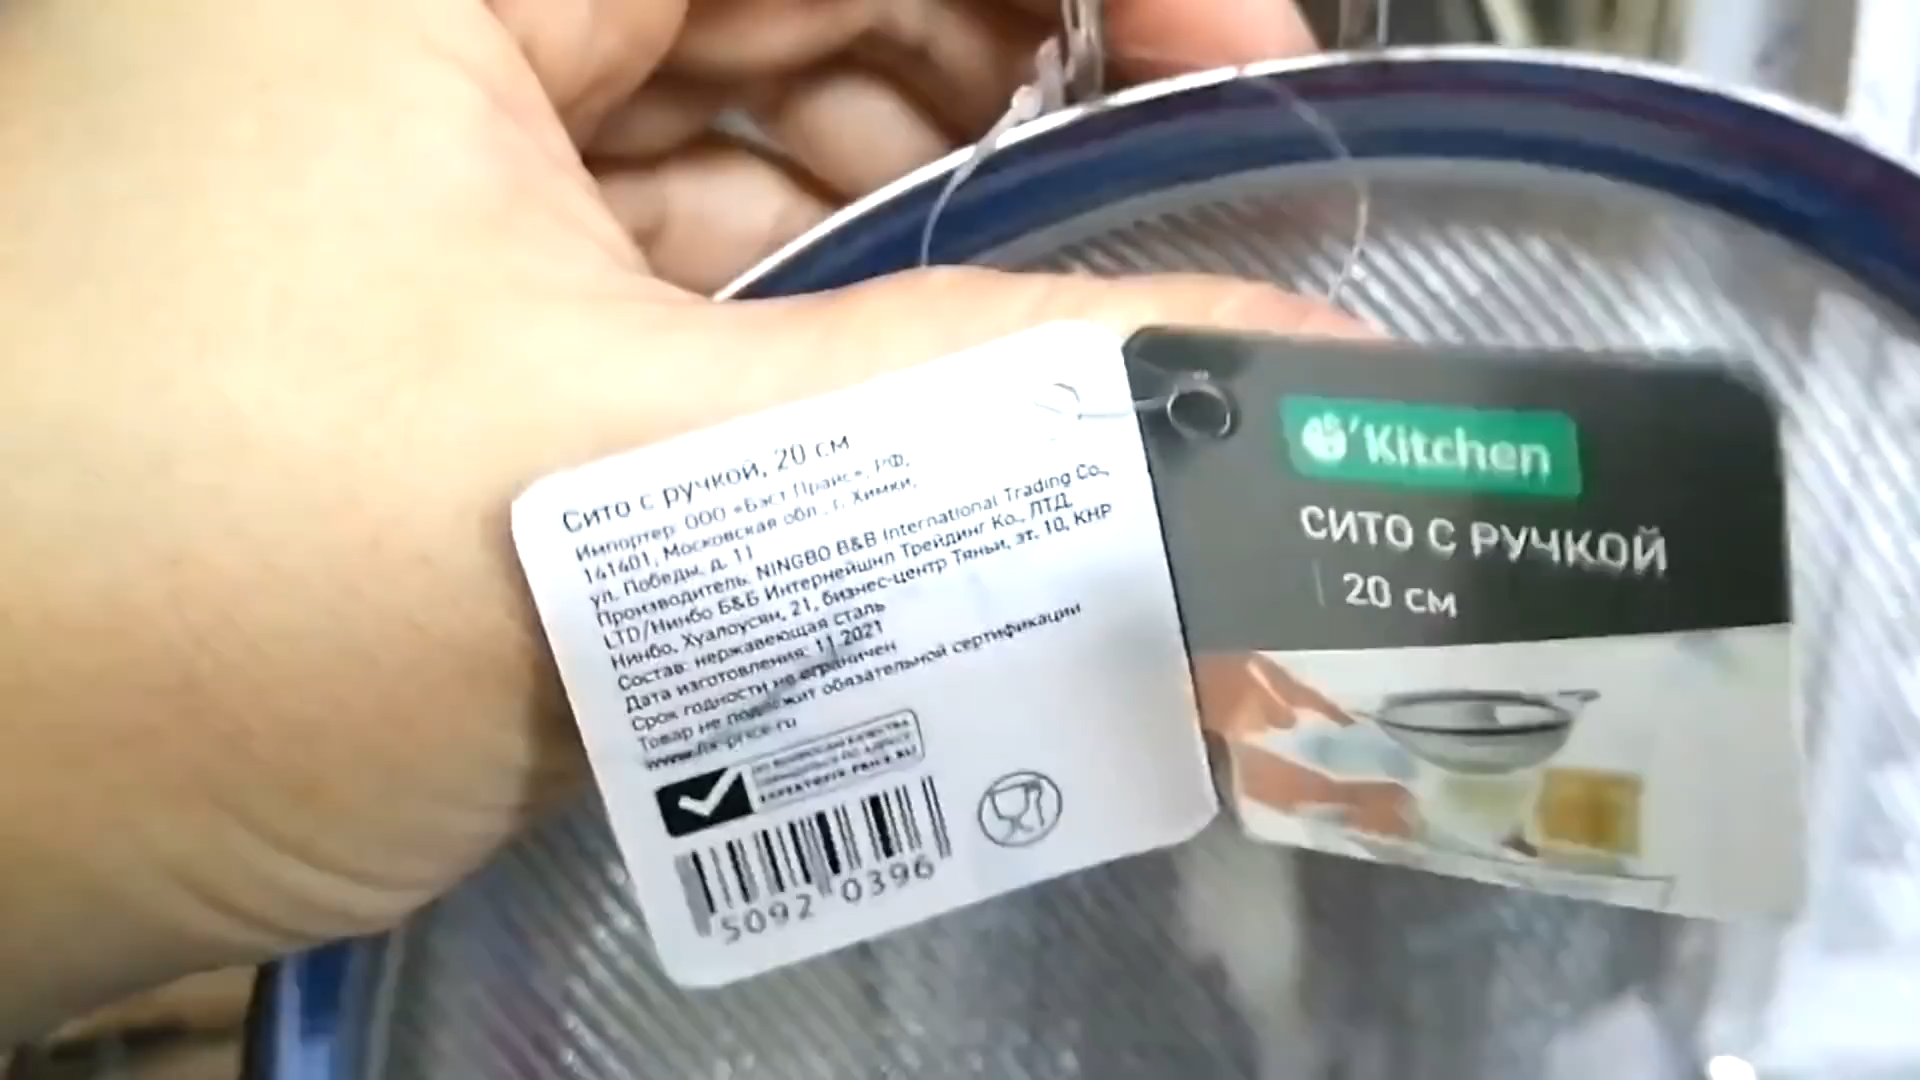 Сито с ручкой, 20 см
Импортер: ООО «Бэст Прайс», РФ,
141401, Московская обл., г. Химки,
ул. Победы, д. 11
Производитель: NINGBO B&B International Trading Co.,
LTD/Нинбо Б&Б Интернейшнл Трейдинг Ко., ЛТД
Нинбо, Хуалоусян, 21, бизнес-центр Тяньи, эт. 10, КНР
Состав: нержавеющая сталь
Дата изготовления: 11.2021
Срок годности не ограничен
Товар не подлежит обязательной сертификации
www.fix-price.ru
5092 0396
Kitchen
СИТО С РУЧКОЙ
20 см